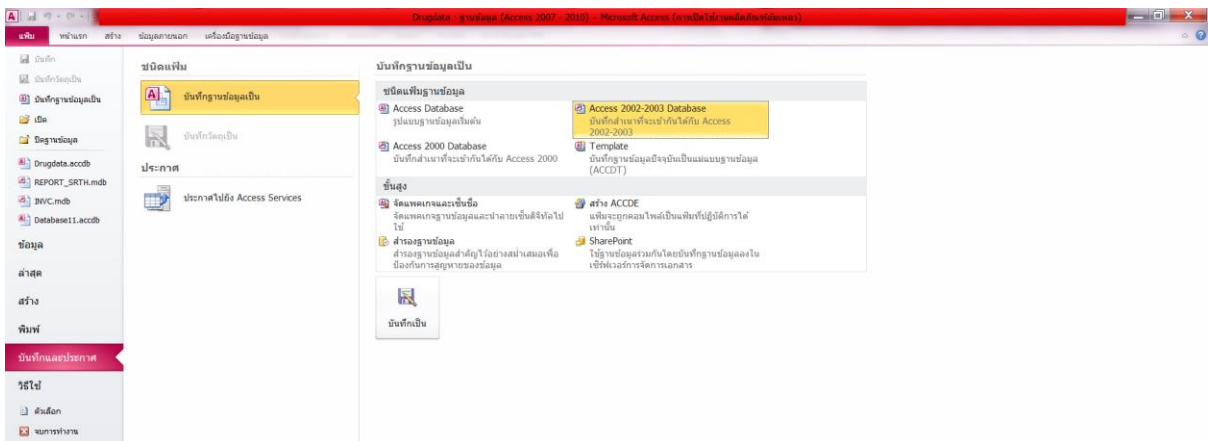 Drugdata : ฐานข้อมูล (Access 2007 - 2010) - Microsoft Access (การเปิดใช้งานผลิตภัณฑ์ล้มเหลว)
แฟ้ม หน้าแรก สร้าง ข้อมูลภายนอก เครื่องมือฐานข้อมูล
บันทึก
บันทึกวัตถุเป็น
บันทึกฐานข้อมูลเป็น
เปิด
ปิดฐานข้อมูล
Drugdata.accdb
REPORT_SRTH.mdb
INVC.mdb
Database11.accdb
ข้อมูล
ล่าสุด
สร้าง
พิมพ์
บันทึกและประกาศ
วิธีใช้
ตัวเลือก
จบการทำงาน
ชนิดแฟ้ม
บันทึกฐานข้อมูลเป็น
บันทึกวัตถุเป็น
ประกาศ
ประกาศไปยัง Access Services
บันทึกฐานข้อมูลเป็น
ชนิดแฟ้มฐานข้อมูล
Access Database
รูปแบบฐานข้อมูลเริ่มต้น
Access 2002-2003 Database
บันทึกสำเนาที่จะเข้ากันได้กับ Access
2002-2003
Access 2000 Database
บันทึกสำเนาที่จะเข้ากันได้กับ Access 2000
Template
บันทึกฐานข้อมูลปัจจุบันเป็นแม่แบบฐานข้อมูล
(ACCDT)
ขั้นสูง
จัดแพคเกจและเซ็นชื่อ
จัดแพคเกจฐานข้อมูลและนำลายเซ็นดิจิทัลไป
ใช้
สร้าง ACCDE
แฟ้มจะถูกคอมไพล์เป็นแฟ้มที่ปฏิบัติการได้
เท่านั้น
สำรองฐานข้อมูล
สำรองฐานข้อมูลสำคัญไว้อย่างสม่ำเสมอเพื่อ
ป้องกันการสูญหายของข้อมูล
SharePoint
ใช้ฐานข้อมูลร่วมกันโดยบันทึกฐานข้อมูลลงใน
เซิร์ฟเวอร์การจัดการเอกสาร
บันทึกเป็น